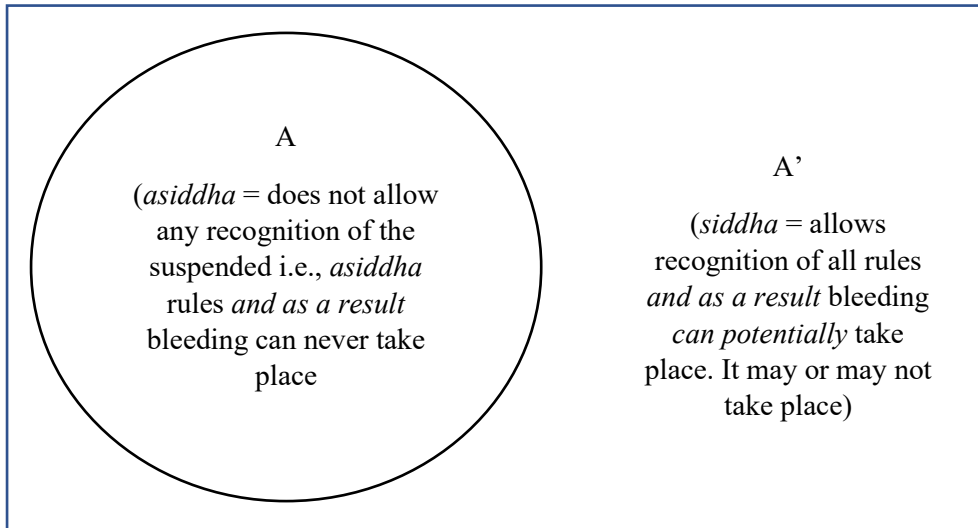 A
(asiddha = does not allow
any recognition of the
suspended i.e., asiddha
rules and as a result
bleeding can never take
place
A’
(siddha = allows
recognition of all rules
and as a result bleeding
can potentially take
place. It may or may not
take place)